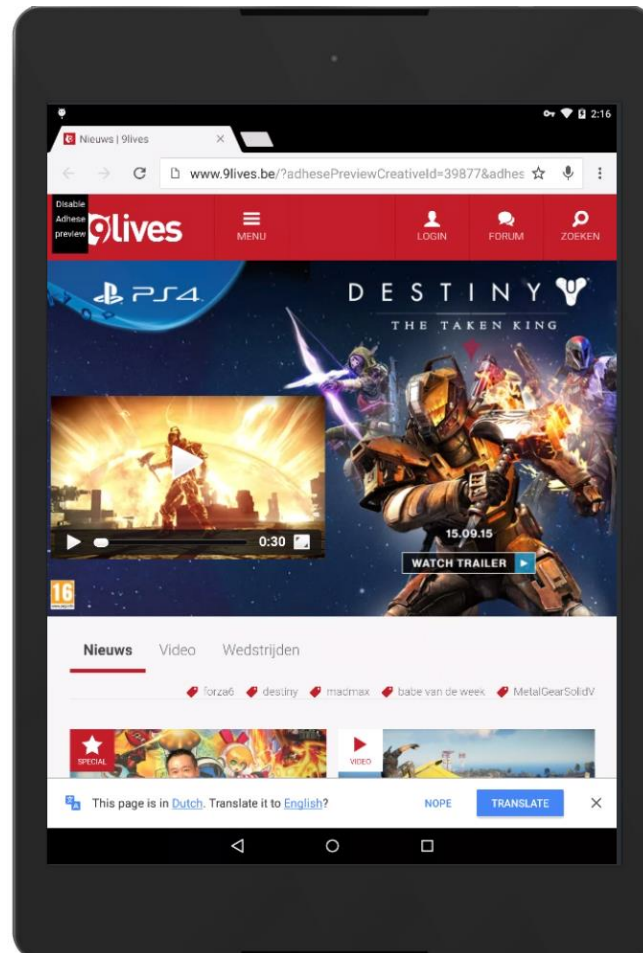 2:16
Nieuws | 9lives
www.9lives.be/?adhesePreviewCreativeId=39877&adhes
Disable
Adhese
preview
9lives
MENU
LOGIN
FORUM
ZOEKEN
PS4
DESTINY
THE TAKEN KING
0:30
15.09.15
WATCH TRAILER
16
Nieuws Video Wedstrijden
forza6 destiny madmax babe van de week MetalGearSolidV
SPECIAL
VIDEO
This page is in Dutch. Translate it to English?
NOPE
TRANSLATE